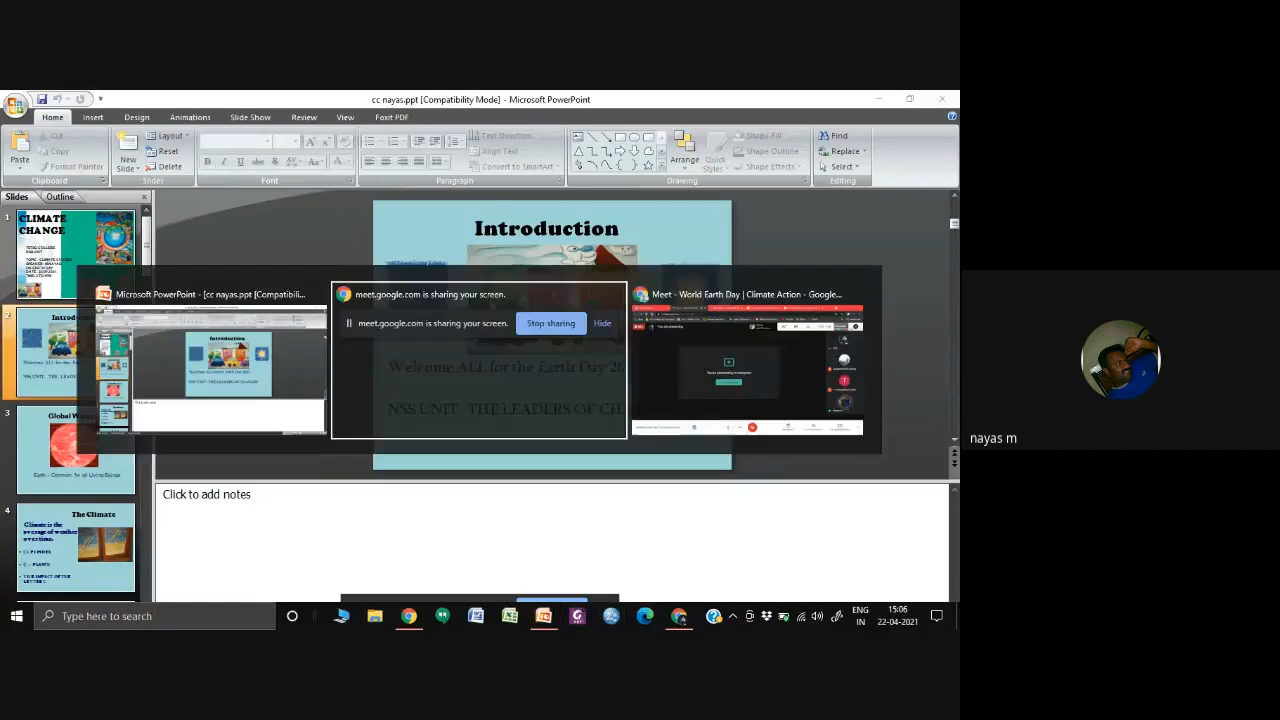 cc nayas.ppt [Compatibility Mode] - Microsoft PowerPoint
Home Insert Design Animations Slide Show Review View Foxit PDF
Cut
Copy
Format Painter
Paste
Clipboard
New
Slide
Layout
Reset
Delete
Slides
Font
Text Direction
Align Text
Convert to SmartArt
Paragraph
Arrange
Quick
Styles
Shape Fill
Shape Outline
Shape Effects
Drawing
Find
Replace
Select
Editing
Slides Outline
1
CLIMATE
CHANGE
2
3
Earth - Common for all Living Beings
4
The Climate
Climate is the
average of weather
overtime.
Introduction
Microsoft PowerPoint - [cc nayas.ppt [Compatibili...
meet.google.com is sharing your screen.
meet.google.com is sharing your screen. Stop sharing Hide
Meet - World Earth Day | Climate Action - Google...
Welcome ALL for the Earth Day 20
NSS UNIT THE LEADERS OF CH
Click to add notes
nayas m
Type here to search
ENG
IN
15:06
22-04-2021